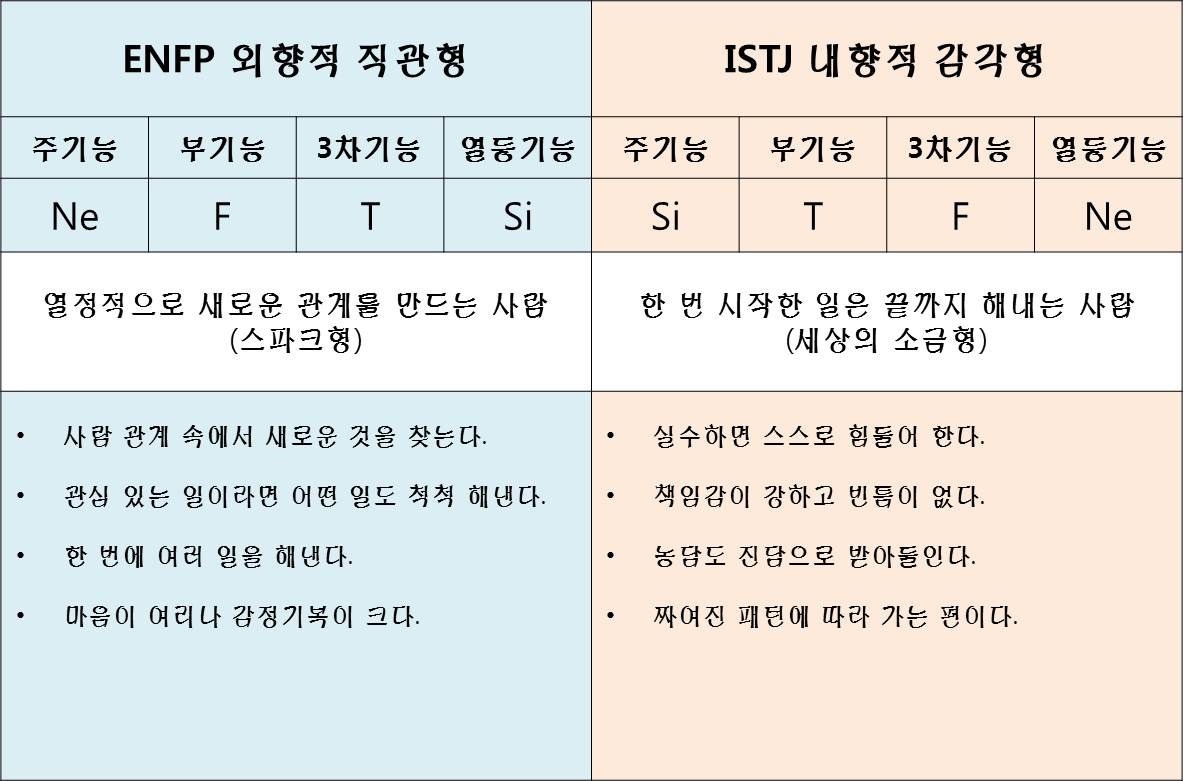 ENFP 외향적 직관형
ISTJ 내향적 감각형
주기능 부기능 3차기능 열등기능 주기능 부기능 3차기능 열등기능
Ne F T Si Si T F Ne
열정적으로 새로운 관계를 만드는 사람
(스파크형)
한 번 시작한 일은 끝까지 해내는 사람
(세상의 소금형)
• 사람 관계 속에서 새로운 것을 찾는다.
• 관심 있는 일이라면 어떤 일도 척척 해낸다.
• 한 번에 여러 일을 해낸다.
• 마음이 여리나 감정기복이 크다.
• 실수하면 스스로 힘들어 한다.
• 책임감이 강하고 빈틈이 없다.
• 농담도 진담으로 받아들인다.
• 짜여진 패턴에 따라 가는 편이다.